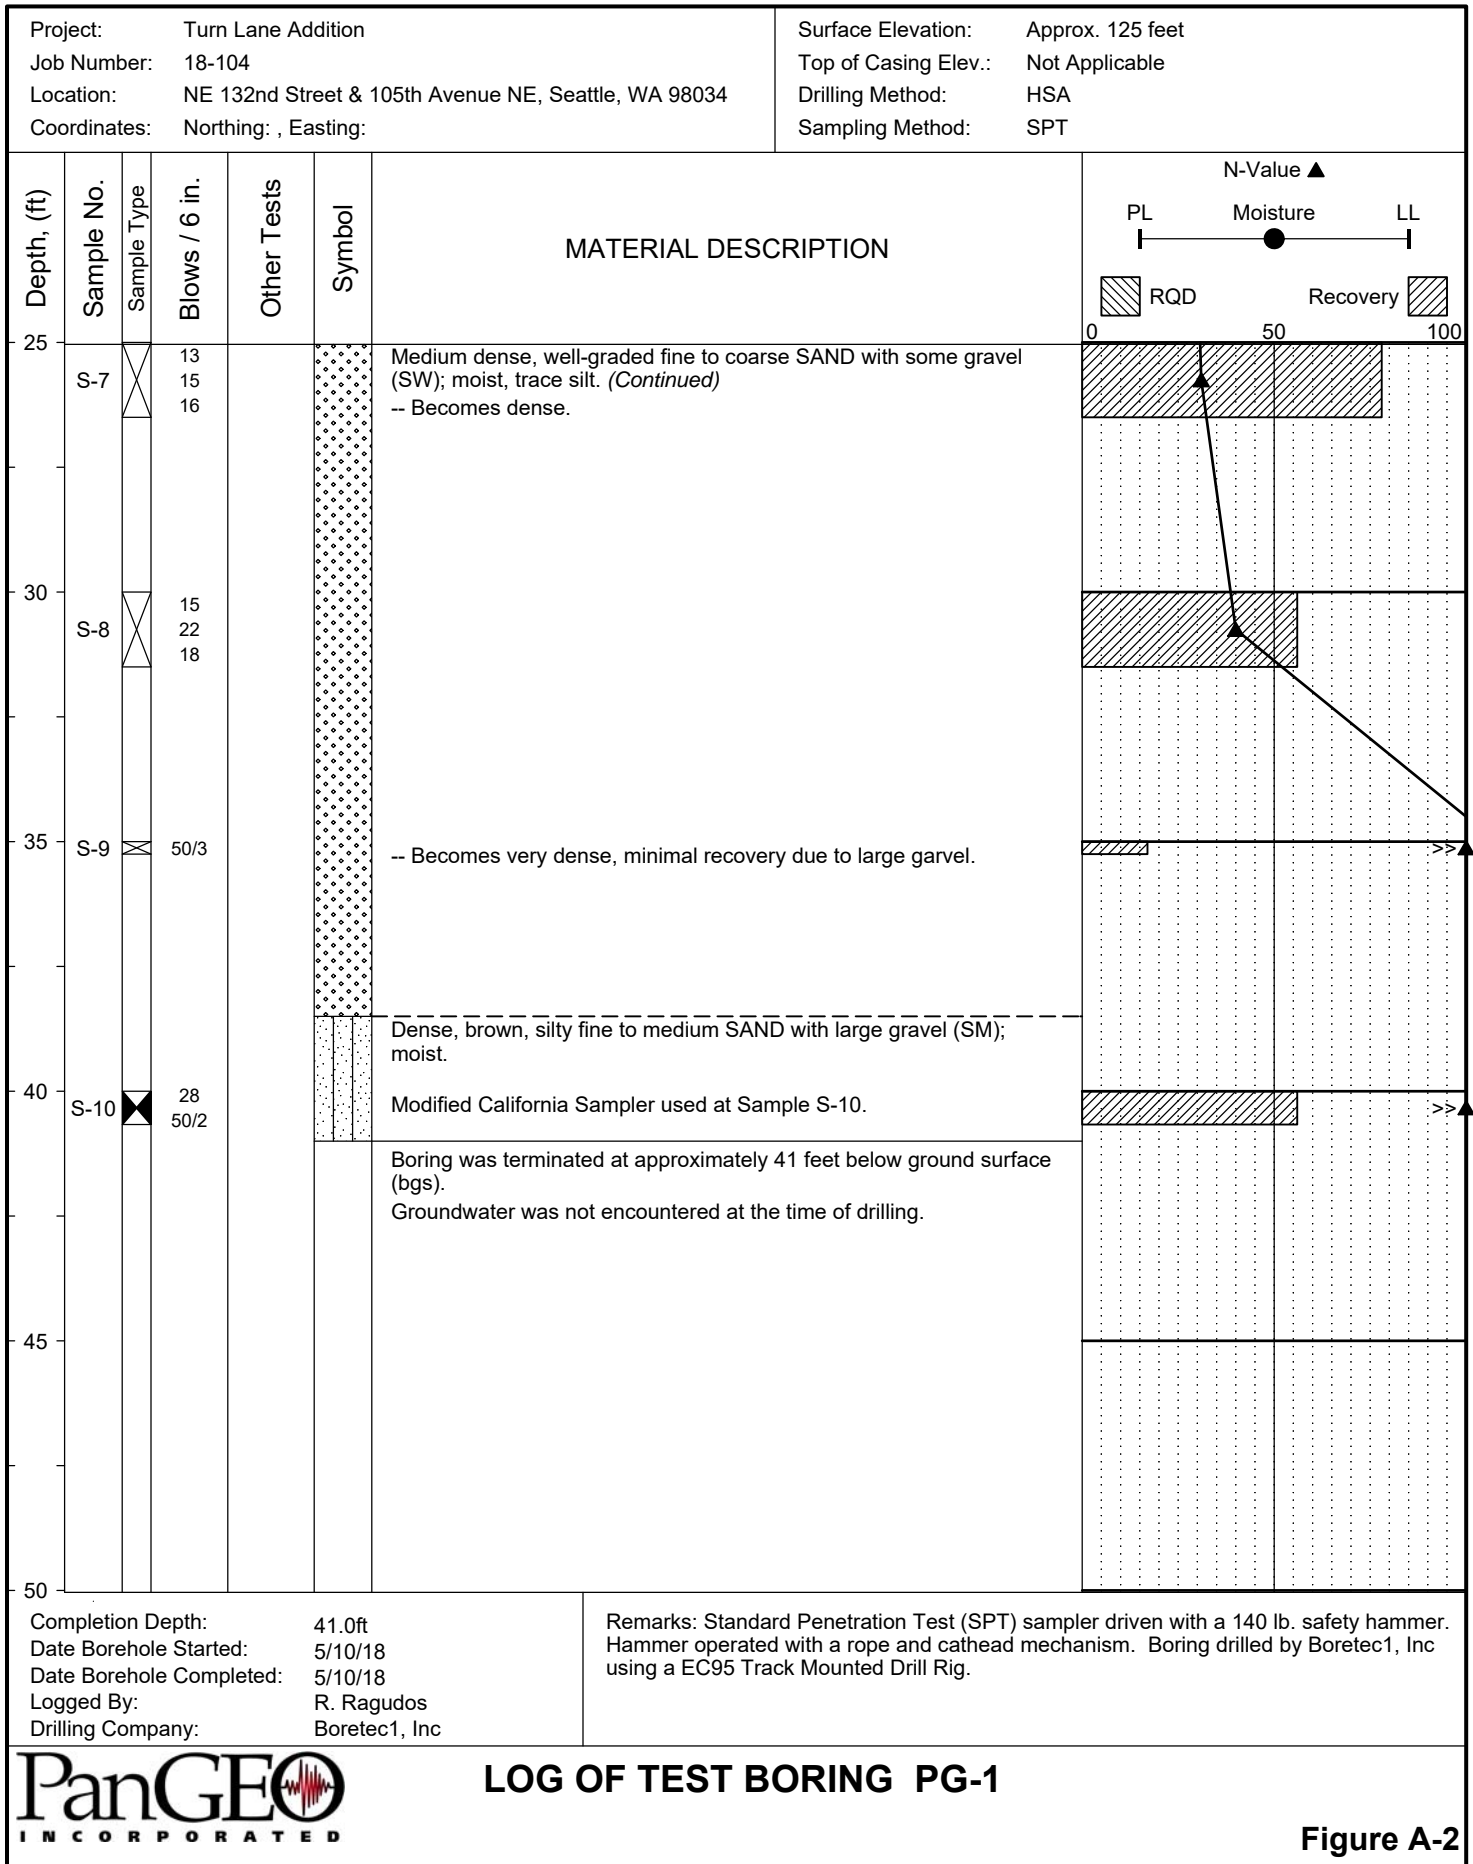 Project: Turn Lane Addition
Job Number: 18-104
Location: NE 132nd Street & 105th Avenue NE, Seattle, WA 98034
Coordinates: Northing: , Easting:
Surface Elevation: Approx. 125 feet
Top of Casing Elev.: Not Applicable
Drilling Method: HSA
Sampling Method: SPT
Depth, (ft)
Sample No.
Sample Type
Blows / 6 in.
Other Tests
Symbol
MATERIAL DESCRIPTION
N-Value ▲
PL Moisture LL
RQD Recovery
0 50 100
25
S-7
13
15
16
Medium dense, well-graded fine to coarse SAND with some gravel
(SW); moist, trace silt. (Continued)
-- Becomes dense.
30
S-8
15
22
18
35
S-9
50/3
-- Becomes very dense, minimal recovery due to large garvel.
>>
Dense, brown, silty fine to medium SAND with large gravel (SM);
moist.
40
S-10
28
50/2
Modified California Sampler used at Sample S-10.
>>
Boring was terminated at approximately 41 feet below ground surface
(bgs).
Groundwater was not encountered at the time of drilling.
45
50
Completion Depth: 41.0ft
Date Borehole Started: 5/10/18
Date Borehole Completed: 5/10/18
Logged By: R. Ragudos
Drilling Company: Boretec1, Inc
Remarks: Standard Penetration Test (SPT) sampler driven with a 140 lb. safety hammer.
Hammer operated with a rope and cathead mechanism. Boring drilled by Boretec1, Inc
using a EC95 Track Mounted Drill Rig.
PanGEO
INCORPORATED
LOG OF TEST BORING PG-1
Figure A-2